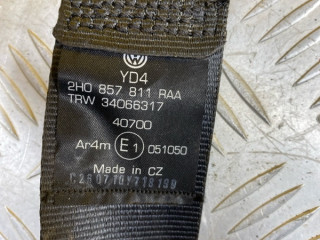 YD4
2H0 857 811 RAA
TRW 34066317
40700
Ar4m E1 051050
Made in CZ